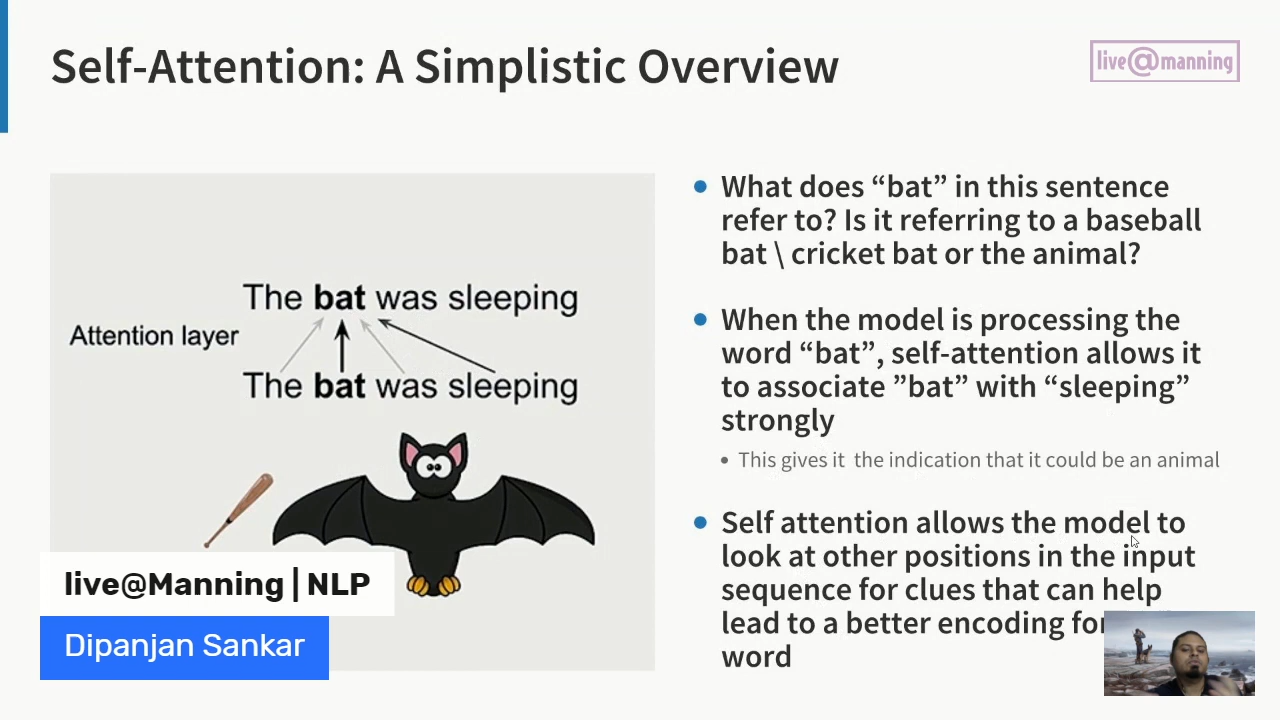 Self-Attention: A Simplistic Overview
live@manning
The bat was sleeping
Attention layer
The bat was sleeping
live@Manning | NLP
Dipanjan Sankar
• What does “bat” in this sentence
refer to? Is it referring to a baseball
bat \ cricket bat or the animal?
• When the model is processing the
word “bat”, self-attention allows it
to associate ”bat” with “sleeping”
strongly
• This gives it the indication that it could be an animal
• Self attention allows the model to
look at other positions in the input
sequence for clues that can help
lead to a better encoding for
word